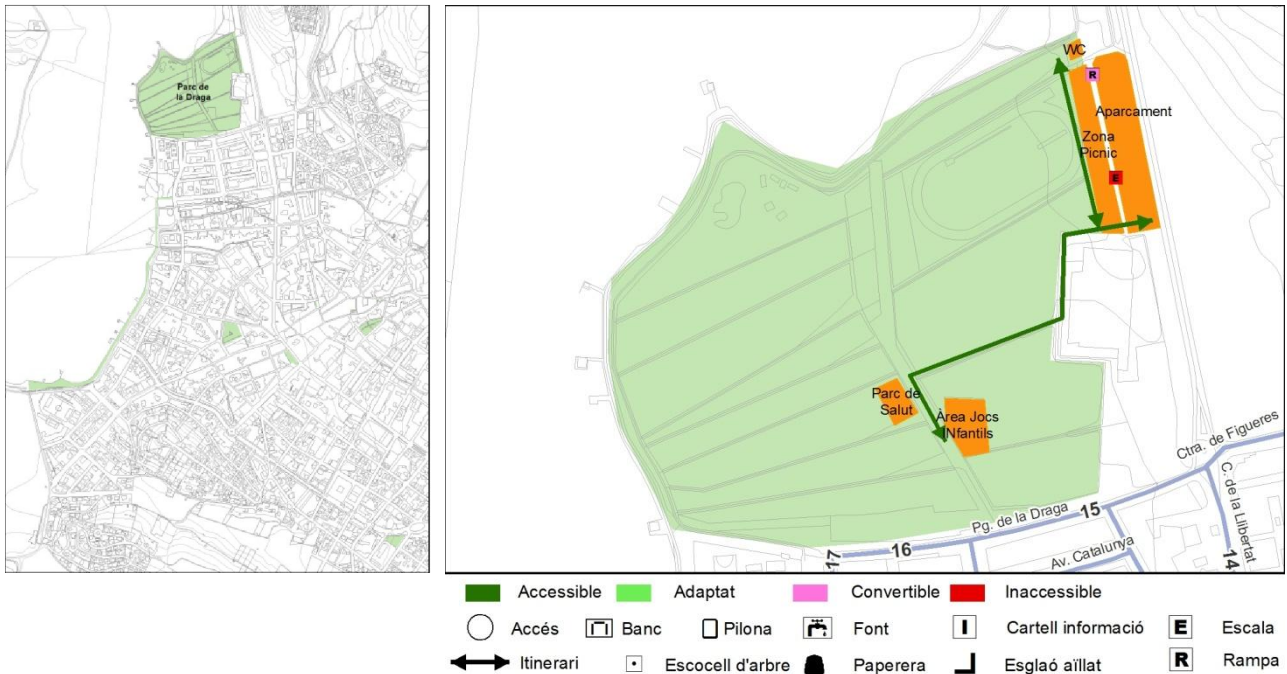 Parc de
la Draga
WC
R
Aparcament
Zona
Picnic
E
Parc de
Salut
Àrea Jocs
INfantils
Ctra. de Figueres
C. de la Llibertat
Pg. de la Draga
15
16
17
Av. Catalunya
14
Accessible
Adaptat
Convertible
Inaccessible
Accés
Banc
Pilona
Font
I
Cartell informació
E
Escala
Itinerari
Escocell d'arbre
Paperera
Esglaó aïllat
R
Rampa